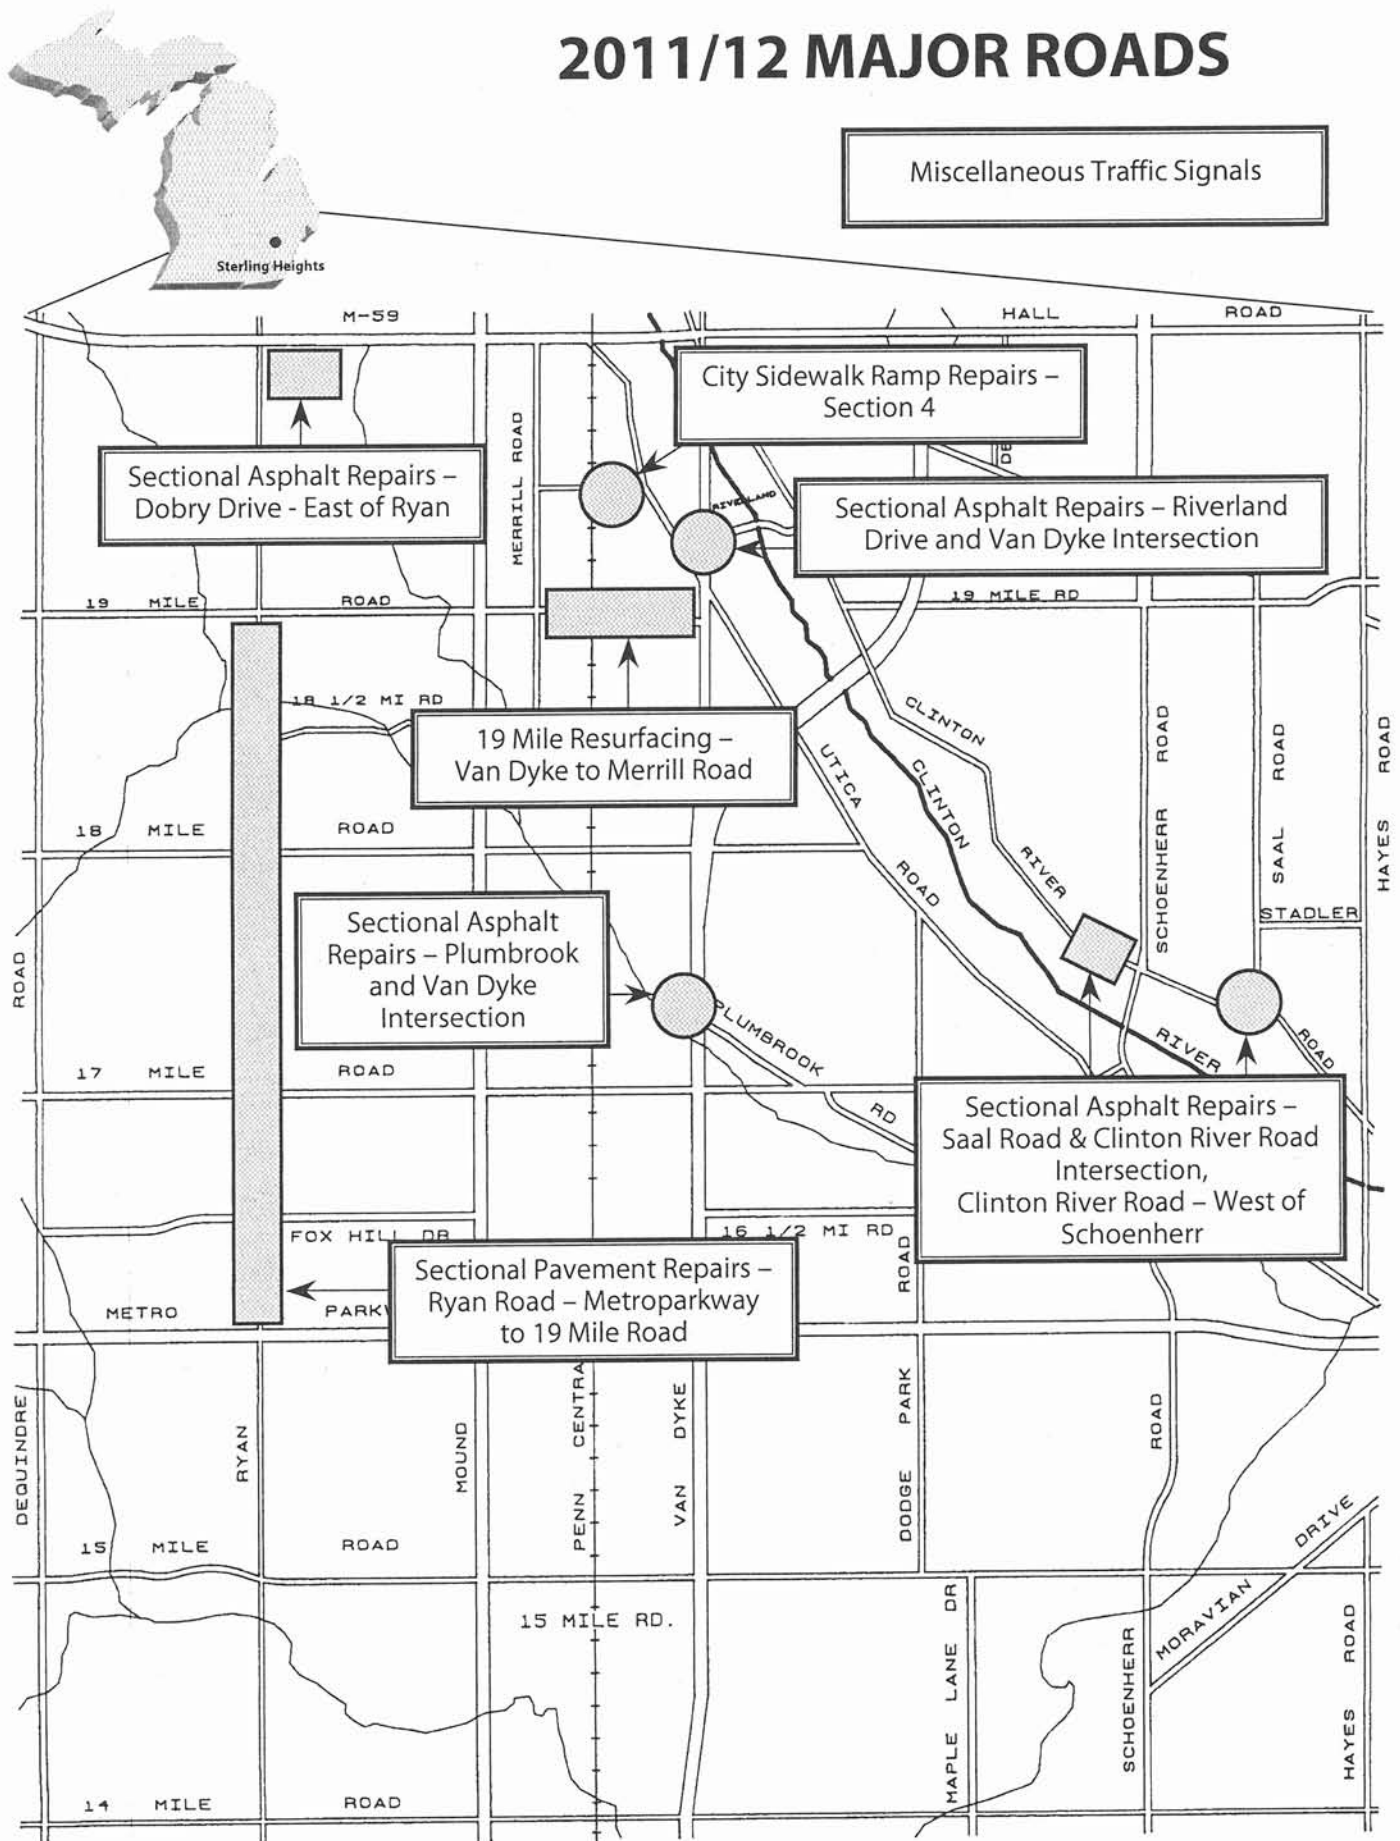 2011/12 MAJOR ROADS
Miscellaneous Traffic Signals
Sterling Heights
M-59
HALL
ROAD
City Sidewalk Ramp Repairs –
Section 4
MERRILL ROAD
Sectional Asphalt Repairs –
Dobry Drive - East of Ryan
RIVERLAND
Sectional Asphalt Repairs – Riverland
Drive and Van Dyke Intersection
19 MILE ROAD
19 MILE RD
18 1/2 MI RD
19 Mile Resurfacing –
Van Dyke to Merrill Road
CLINTON
CLINTON
UTICA
ROAD
RIVER
SCHOENHERR ROAD
SAAL ROAD
HAYES ROAD
18 MILE ROAD
STADLER
Sectional Asphalt
Repairs – Plumbrook
and Van Dyke
Intersection
ROAD
PLUMBROOK
RD
RIVER
ROAD
17 MILE ROAD
Sectional Asphalt Repairs –
Saal Road & Clinton River Road
Intersection,
Clinton River Road – West of
Schoenherr
FOX HILL DR
16 1/2 MI RD
Sectional Pavement Repairs –
Ryan Road – Metroparkway
to 19 Mile Road
METRO
DEQUINDRE
RYAN
MOUND
PENN
VAN DYKE
DODGE PARK ROAD
ROAD
15 MILE ROAD
15 MILE RD.
MAPLE LANE DR
SCHOENHERR
MORAVIAN DRIVE
HAYES ROAD
14 MILE ROAD